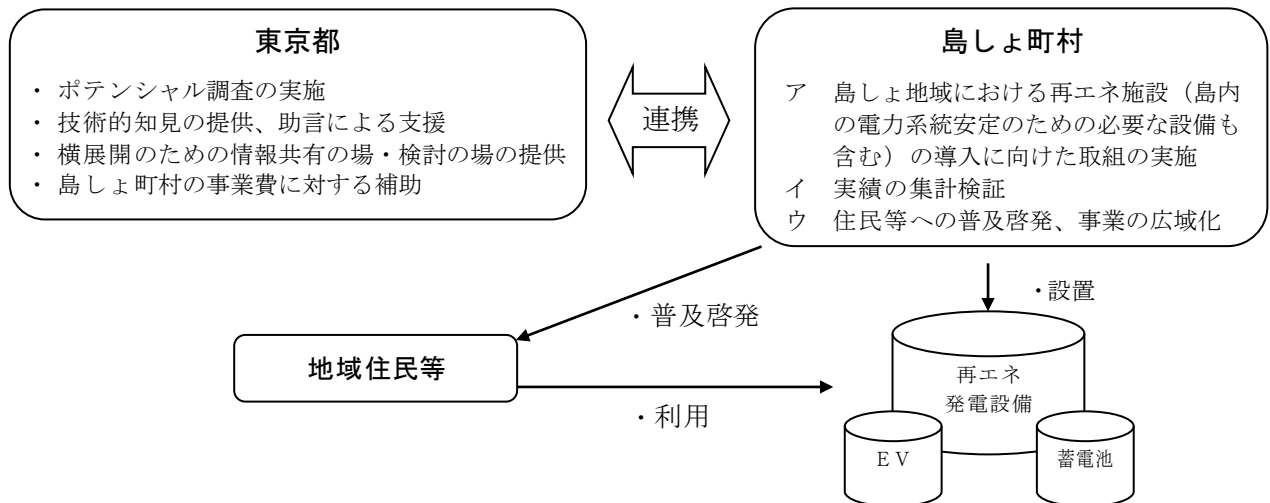 東京都
・ ポテンシャル調査の実施
・ 技術的知見の提供、助言による支援
・ 横展開のための情報共有の場・検討の場の提供
・ 島しょ町村の事業費に対する補助
連携
島しょ町村
ア 島しょ地域における再エネ施設（島内
の電力系統安定のための必要な設備も
含む）の導入に向けた取組の実施
イ 実績の集計検証
ウ 住民等への普及啓発、事業の広域化
・設置
・普及啓発
地域住民等
・利用
再エネ
発電設備
ＥＶ
蓄電池